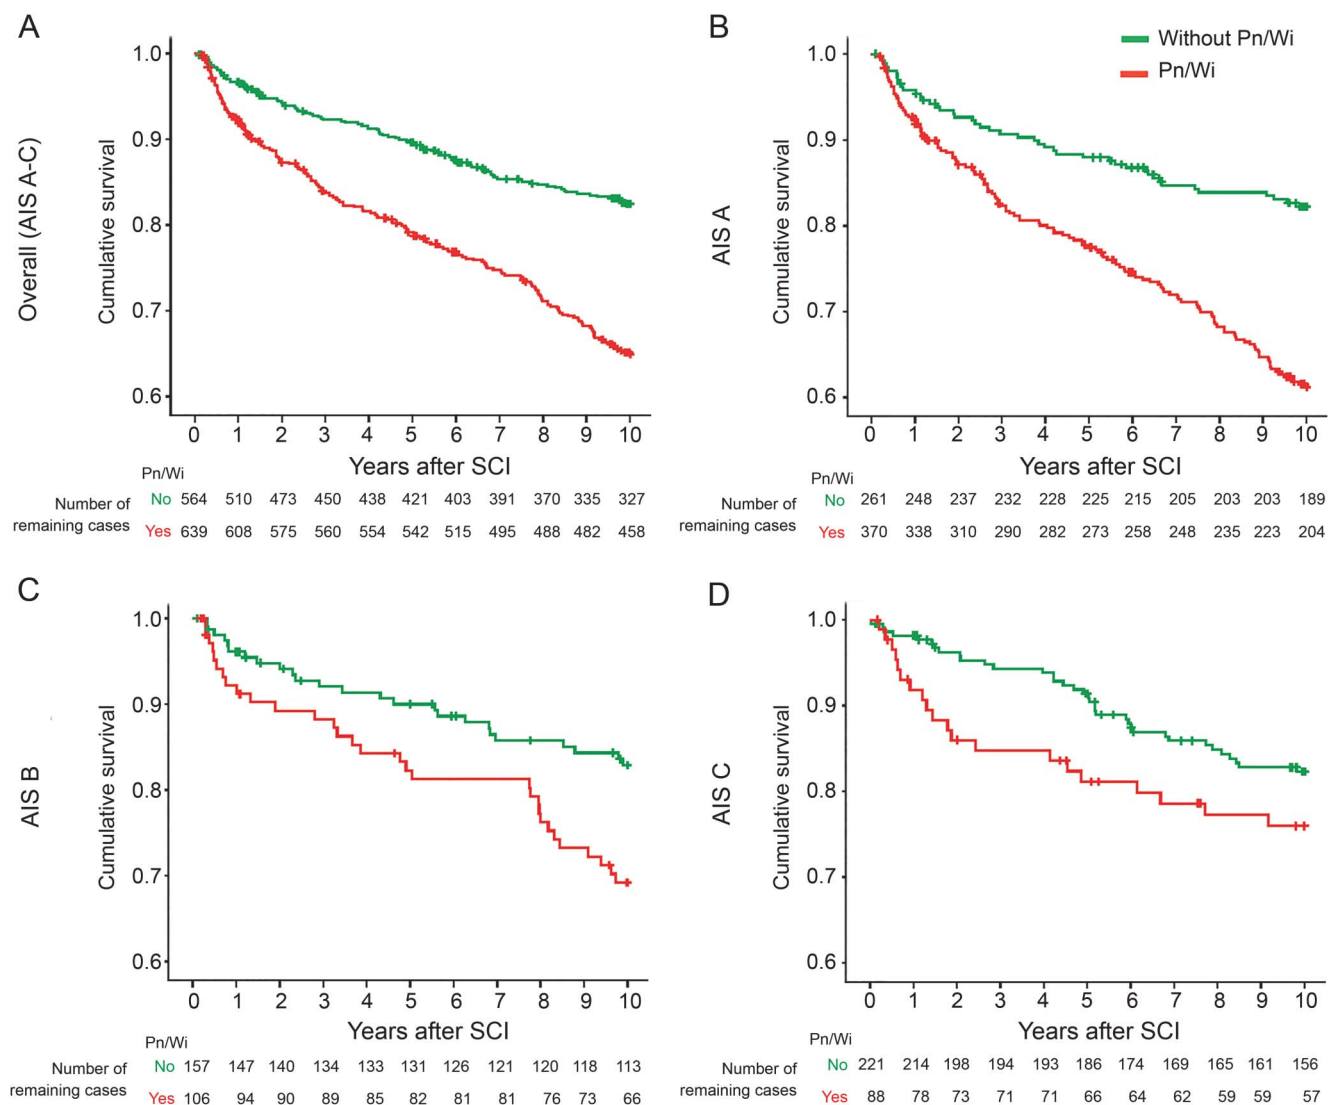 A
Overall (AIS A-C)
Cumulative survival
1.0
0.9
0.8
0.7
0.6
0 1 2 3 4 5 6 7 8 9 10
Years after SCI
Pn/Wi
Number of remaining cases
No 564 510 473 450 438 421 403 391 370 335 327
Yes 639 608 575 560 554 542 515 495 488 482 458
B
Without Pn/Wi
Pn/Wi
AIS A
Cumulative survival
1.0
0.9
0.8
0.7
0.6
0 1 2 3 4 5 6 7 8 9 10
Years after SCI
Pn/Wi
Number of remaining cases
No 261 248 237 232 228 225 215 205 203 203 189
Yes 370 338 310 290 282 273 258 248 235 223 204
C
AIS B
Cumulative survival
1.0
0.9
0.8
0.7
0.6
0 1 2 3 4 5 6 7 8 9 10
Years after SCI
Pn/Wi
Number of remaining cases
No 157 147 140 134 133 131 126 121 120 118 113
Yes 106 94 90 89 85 82 81 81 76 73 66
D
AIS C
Cumulative survival
1.0
0.9
0.8
0.7
0.6
0 1 2 3 4 5 6 7 8 9 10
Years after SCI
Pn/Wi
Number of remaining cases
No 221 214 198 194 193 186 174 169 165 161 156
Yes 88 78 73 71 71 66 64 62 59 59 57